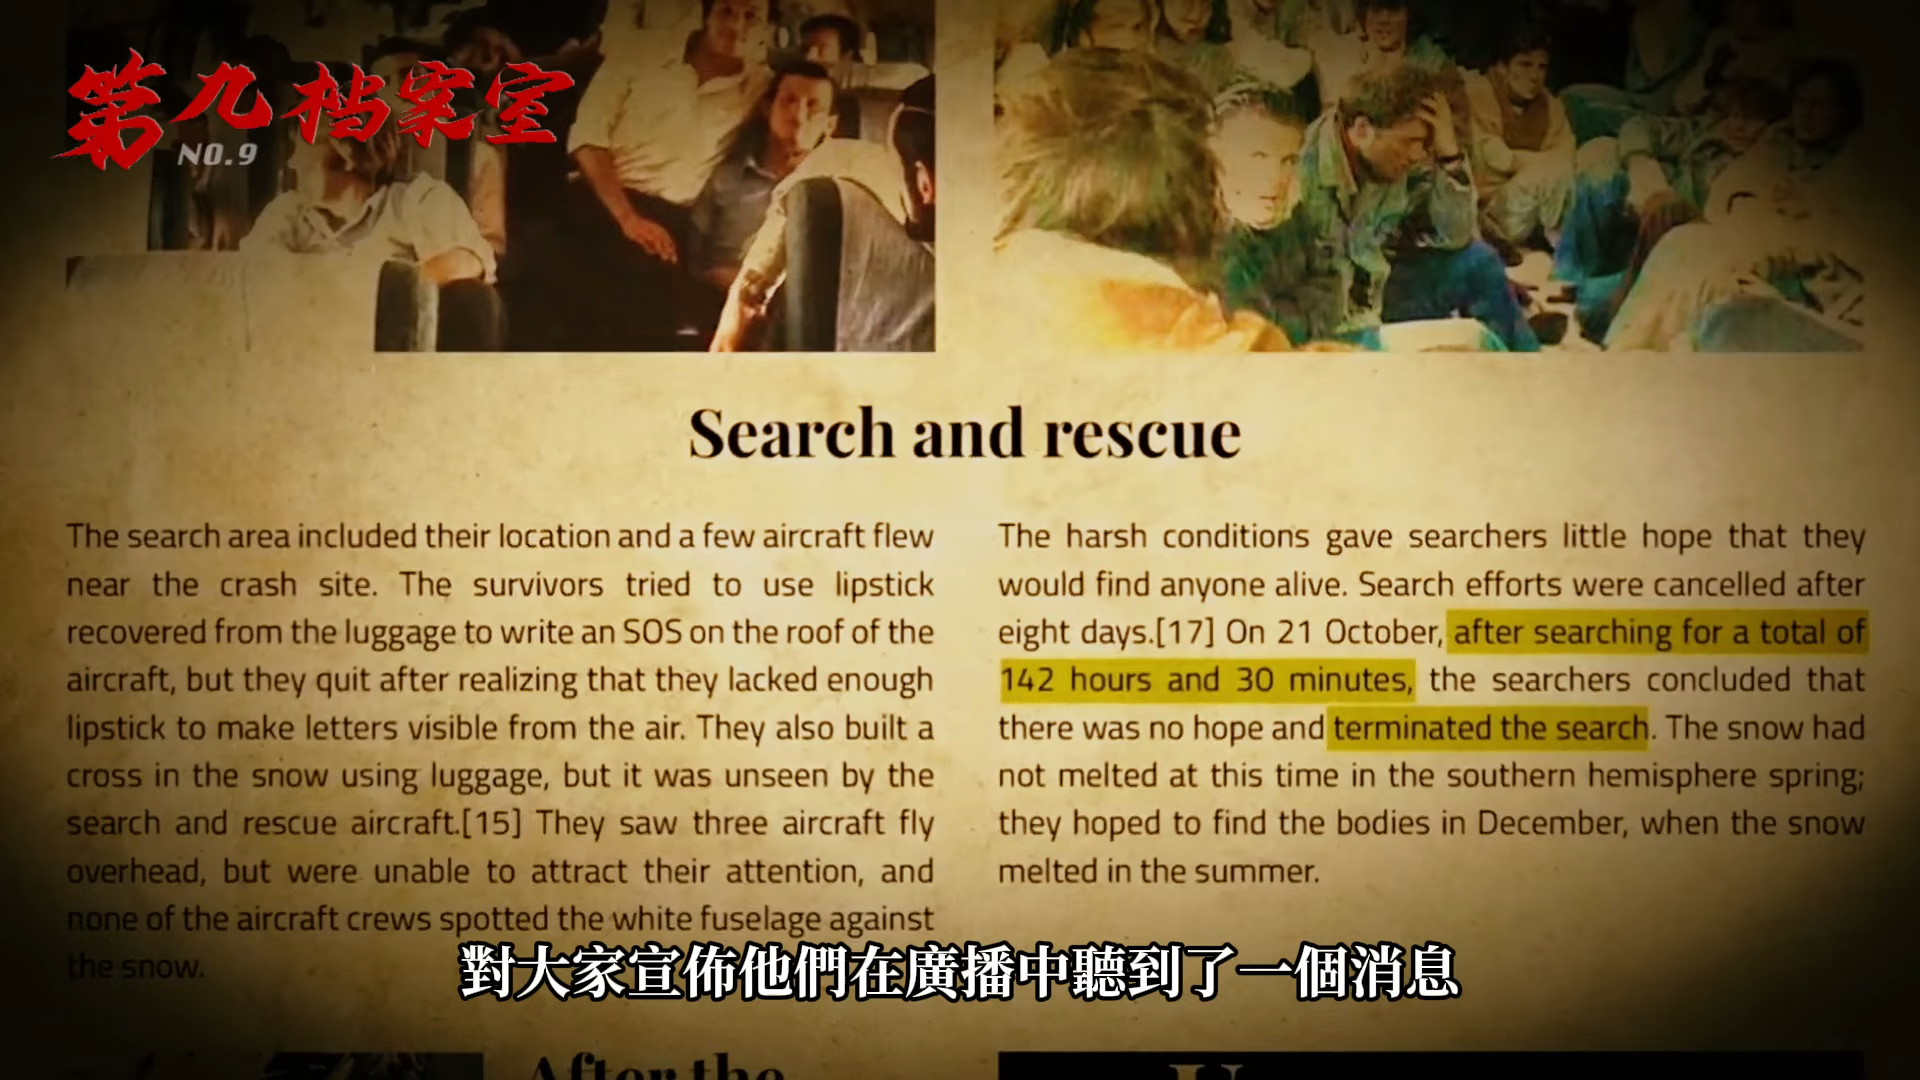 第九档案室
NO.9
Search and rescue
The search area included their location and a few aircraft flew
near the crash site. The survivors tried to use lipstick
recovered from the luggage to write an SOS on the roof of the
aircraft, but they quit after realizing that they lacked enough
lipstick to make letters visible from the air. They also built a
cross in the snow using luggage, but it was unseen by the
search and rescue aircraft.[15] They saw three aircraft fly
overhead, but were unable to attract their attention, and
none of the aircraft crews spotted the white fuselage against
the snow.
The harsh conditions gave searchers little hope that they
would find anyone alive. Search efforts were cancelled after
eight days.[17] On 21 October, after searching for a total of
142 hours and 30 minutes, the searchers concluded that
there was no hope and terminated the search. The snow had
not melted at this time in the southern hemisphere spring;
they hoped to find the bodies in December, when the snow
melted in the summer.
對大家宣佈他們在廣播中聽到了一個消息
After the